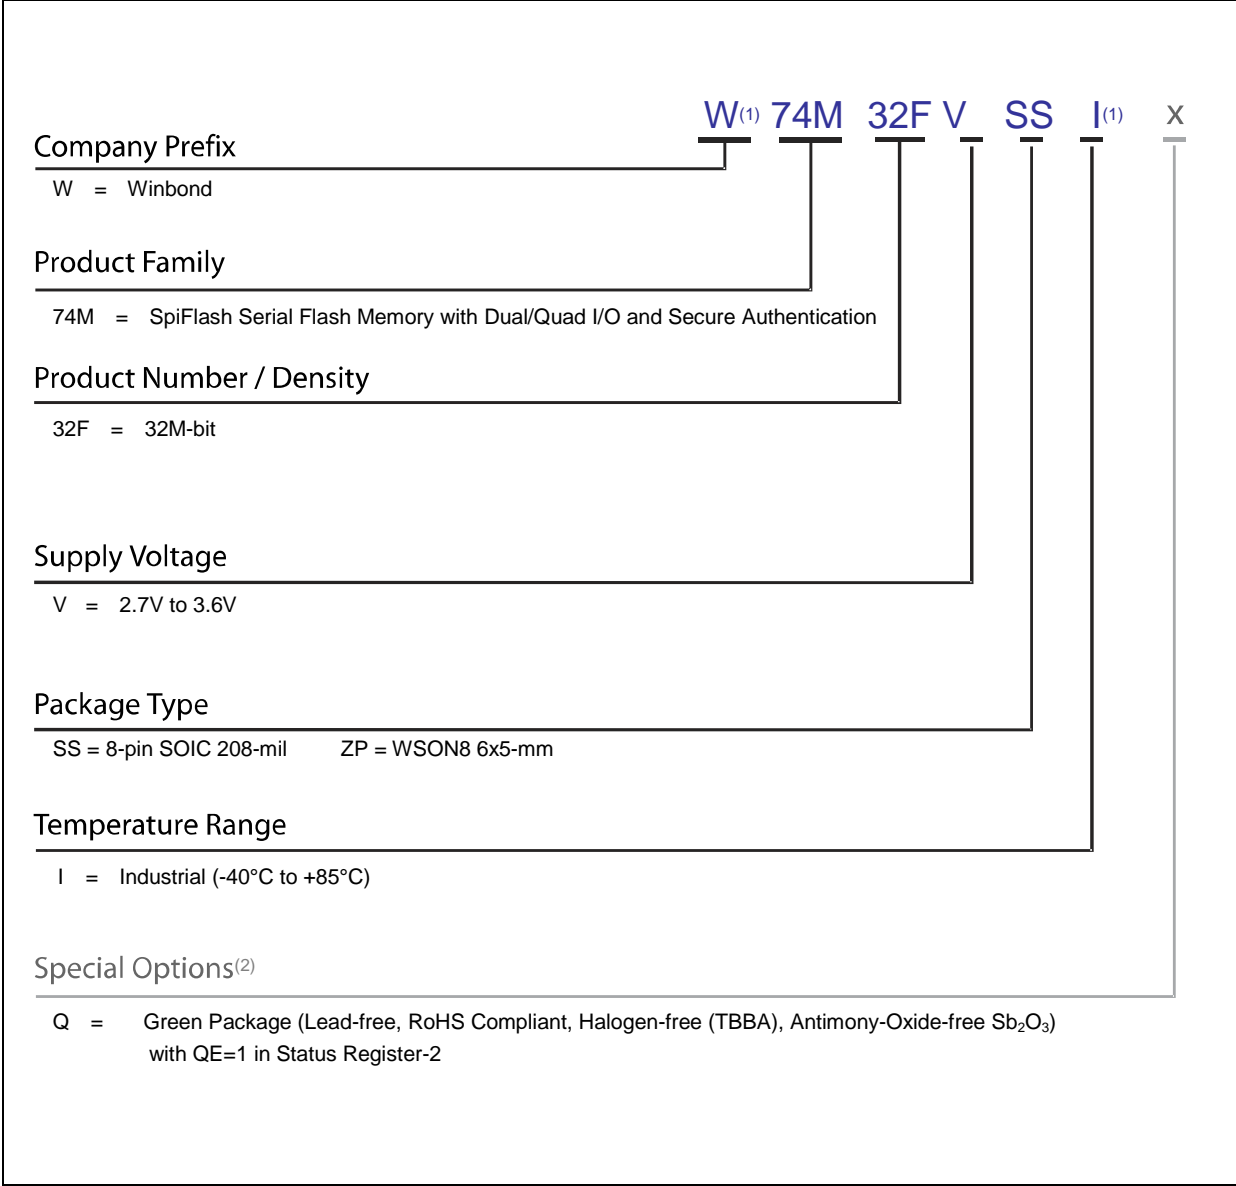 W(1) 74M 32F V SS I(1) x
Company Prefix
W = Winbond
Product Family
74M = SpiFlash Serial Flash Memory with Dual/Quad I/O and Secure Authentication
Product Number / Density
32F = 32M-bit
Supply Voltage
V = 2.7V to 3.6V
Package Type
SS = 8-pin SOIC 208-mil ZP = WSON8 6x5-mm
Temperature Range
I = Industrial (-40°C to +85°C)
Special Options(2)
Q = Green Package (Lead-free, RoHS Compliant, Halogen-free (TBBA), Antimony-Oxide-free Sb₂O₃)
with QE=1 in Status Register-2